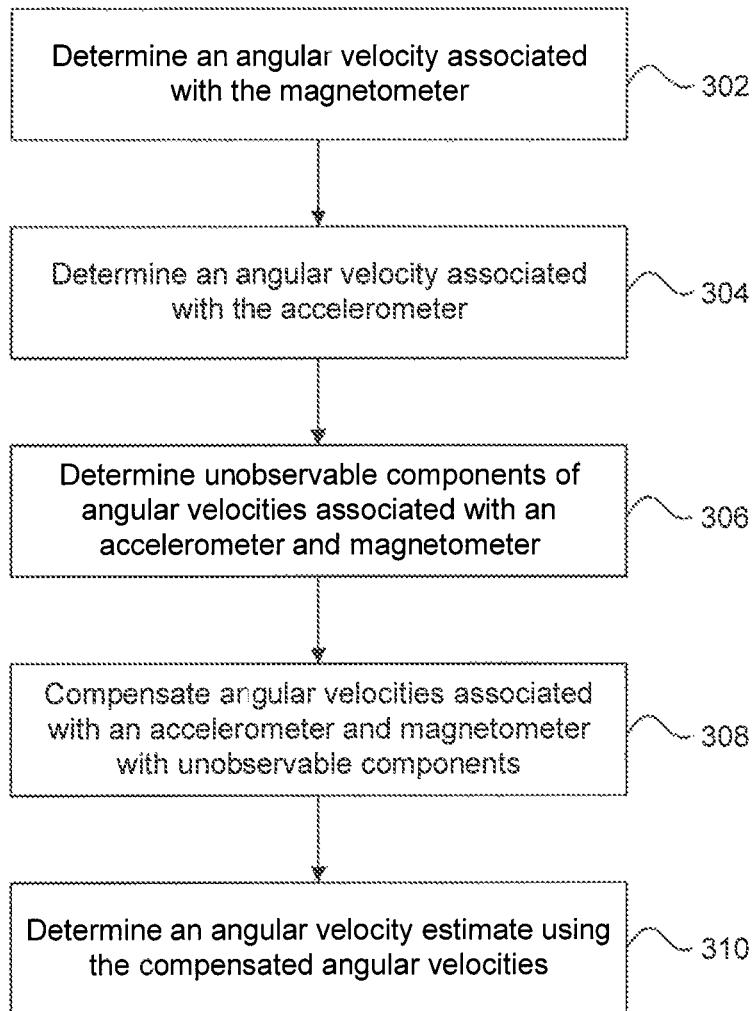 Determine an angular velocity associated
with the magnetometer
302
Determine an angular velocity associated
with the accelerometer
304
Determine unobservable components of
angular velocities associated with an
accelerometer and magnetometer
306
Compensate angular velocities associated
with an accelerometer and magnetometer
with unobservable components
308
Determine an angular velocity estimate using
the compensated angular velocities
310